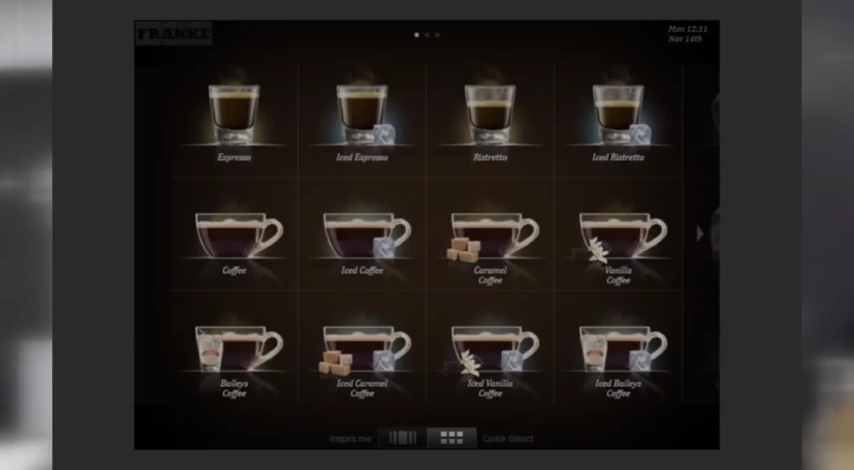 FRANKE
Mon 12:11
Nov 14th
Espresso
Iced Espresso
Ristretto
Iced Ristretto
Coffee
Iced Coffee
Caramel
Coffee
Vanilla
Coffee
Baileys
Coffee
Iced Caramel
Coffee
Iced Vanilla
Coffee
Iced Baileys
Coffee
Inspire me
Quick Select